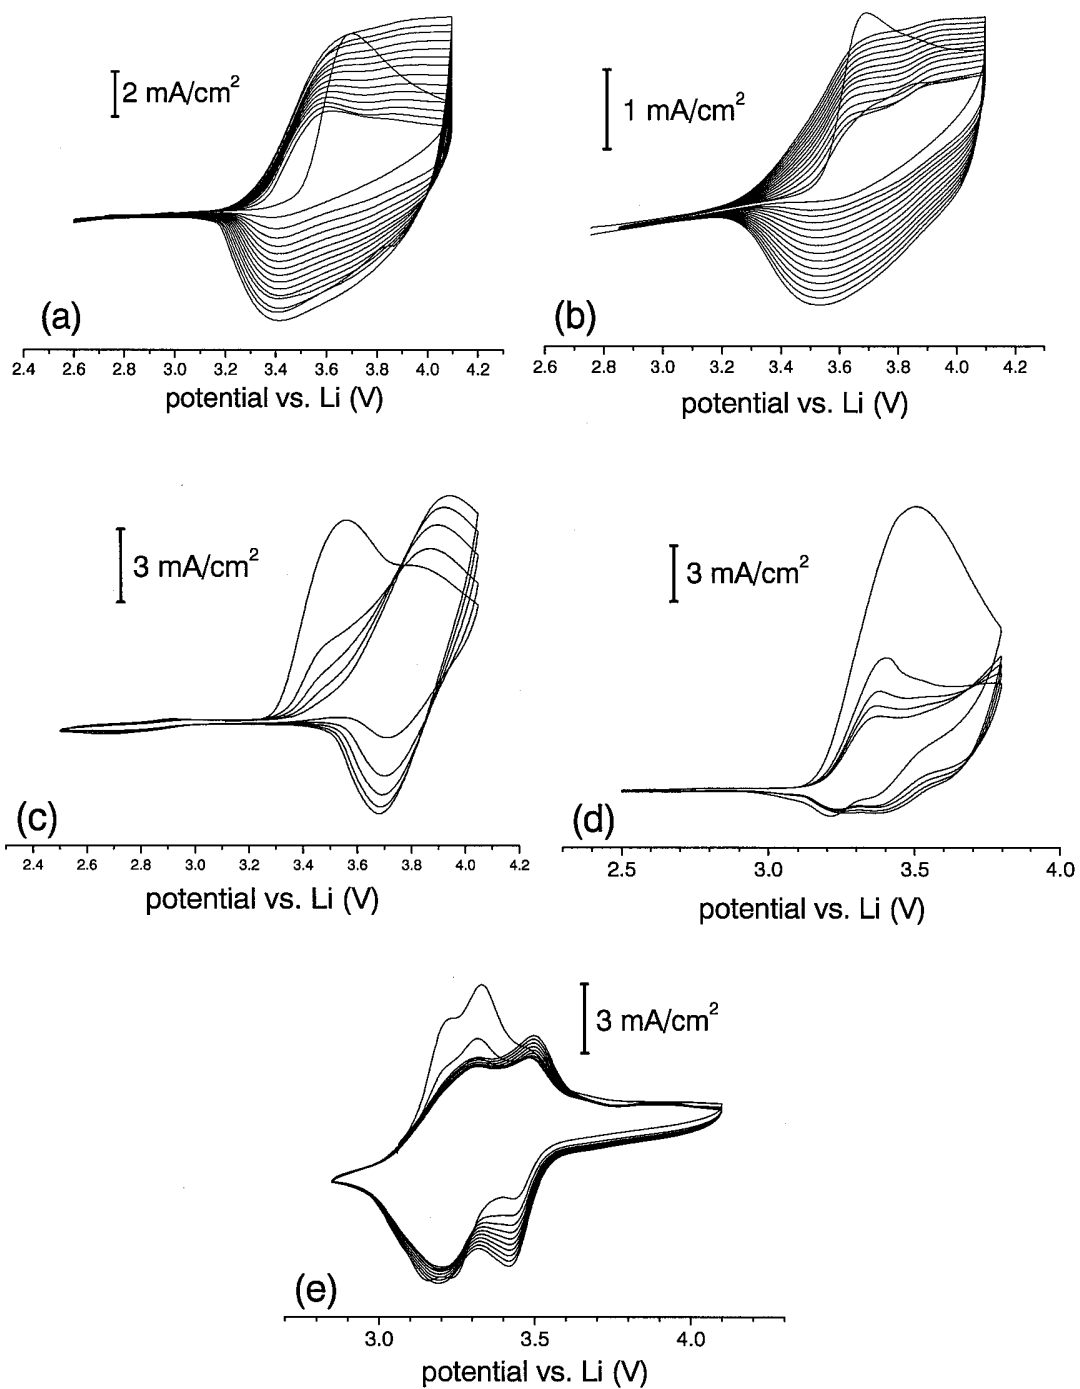 2 mA/cm²
1 mA/cm²
(a)
(b)
2.4 2.6 2.8 3.0 3.2 3.4 3.6 3.8 4.0 4.2
2.6 2.8 3.0 3.2 3.4 3.6 3.8 4.0 4.2
potential vs. Li (V)
potential vs. Li (V)
3 mA/cm²
3 mA/cm²
(c)
(d)
2.4 2.6 2.8 3.0 3.2 3.4 3.6 3.8 4.0 4.2
2.5 3.0 3.5 4.0
potential vs. Li (V)
potential vs. Li (V)
3 mA/cm²
(e)
3.0 3.5 4.0
potential vs. Li (V)